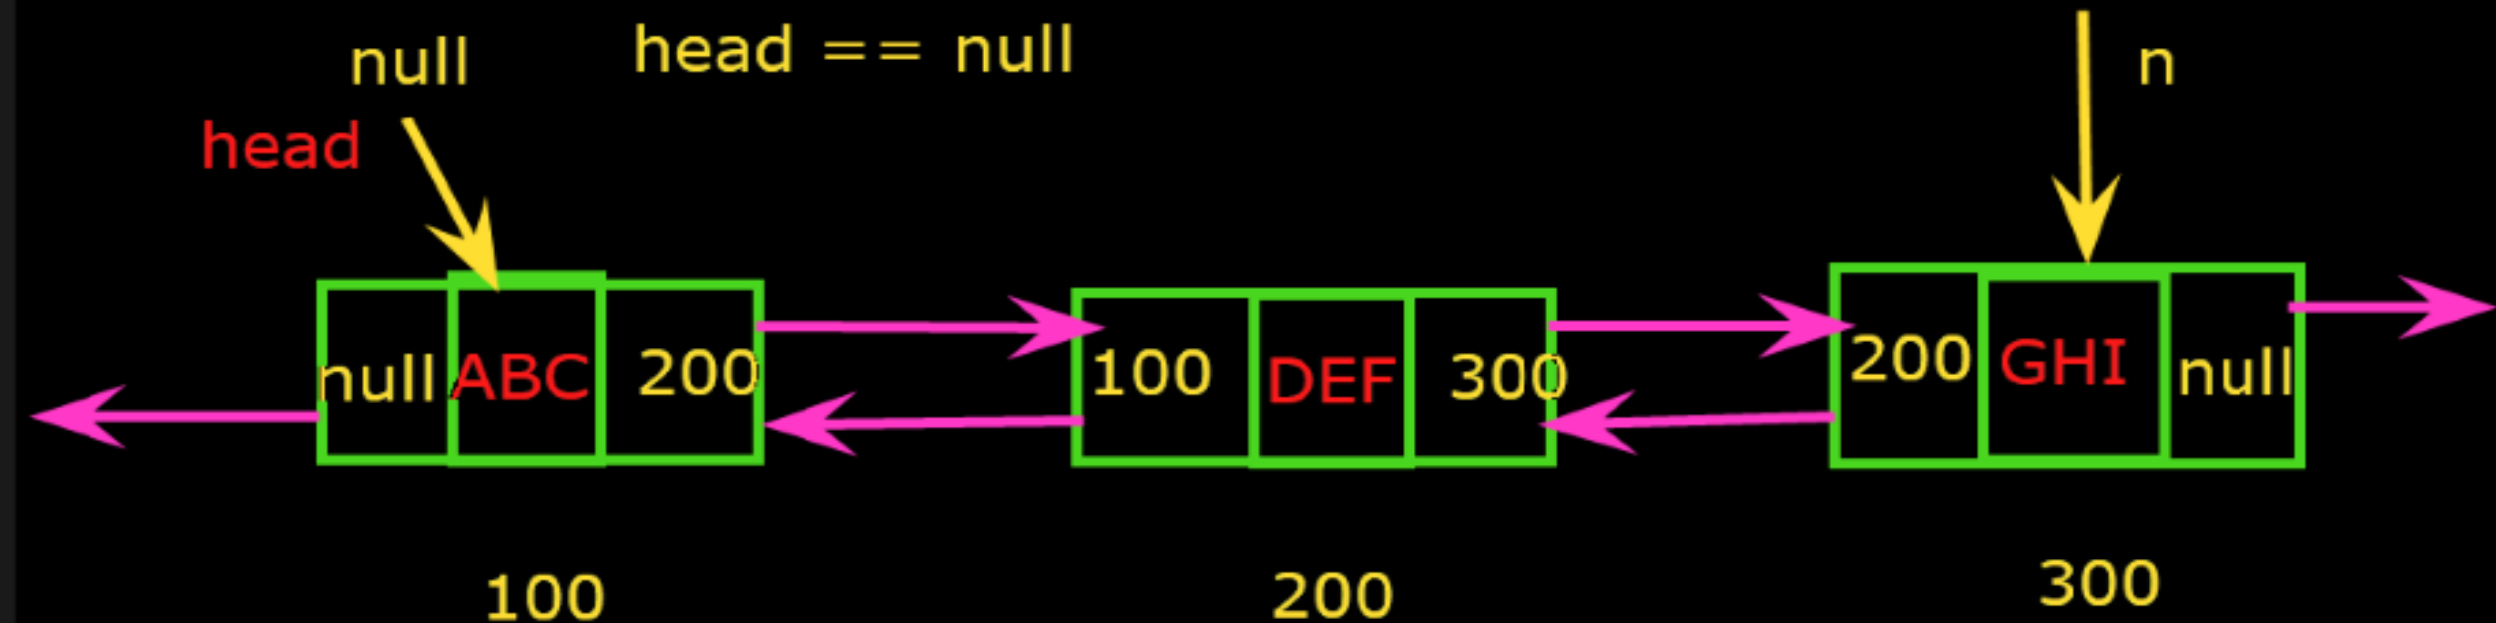 null head == null n
head
null ABC 200 100 DEF 300 200 GHI null
100 200 300